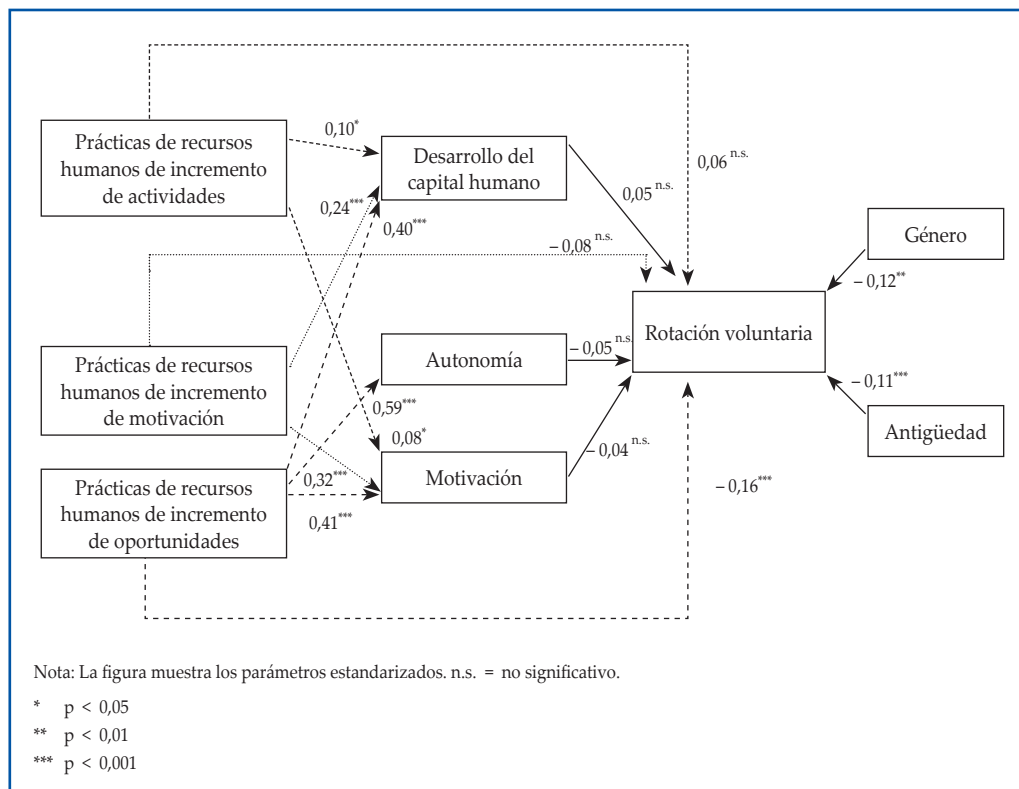 Prácticas de recursos
humanos de incremento
de actividades
Prácticas de recursos
humanos de incremento
de motivación
Prácticas de recursos
humanos de incremento
de oportunidades
0,10*
0,24***
0,40***
− 0,08 n.s.
0,59***
0,08*
0,32***
0,41***
Desarrollo del
capital humano
Autonomía
Motivación
0,05 n.s.
0,06 n.s.
− 0,05 n.s.
− 0,04 n.s.
− 0,16***
Rotación voluntaria
Género
− 0,12**
− 0,11***
Antigüedad
Nota: La figura muestra los parámetros estandarizados. n.s. = no significativo.
* p < 0,05
** p < 0,01
*** p < 0,001